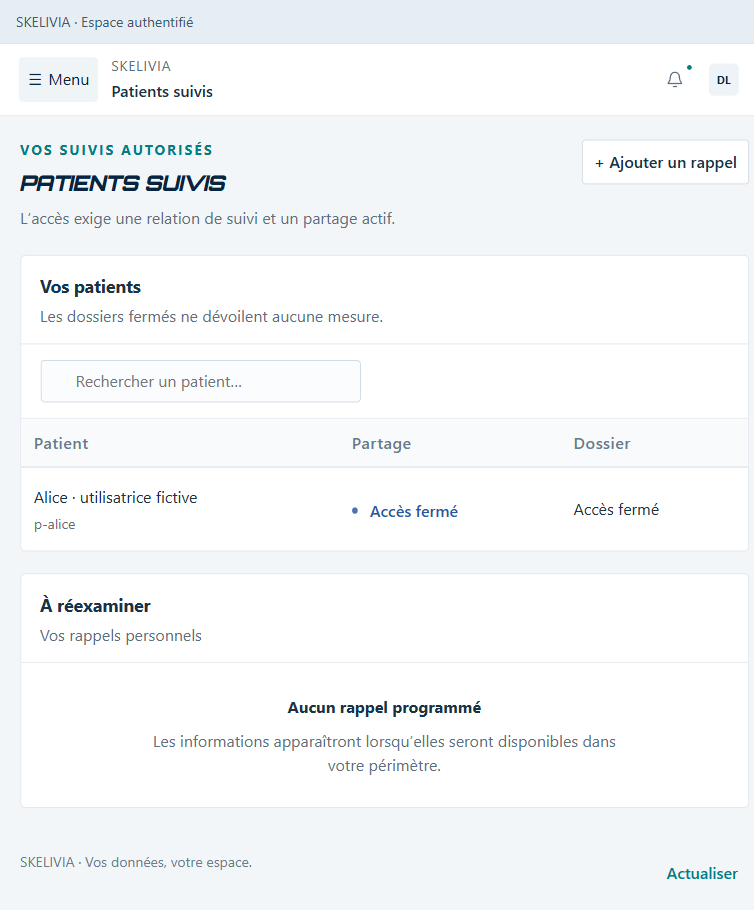 SKELIVIA · Espace authentifié
☰ Menu
SKELIVIA
Patients suivis
DL
VOS SUIVIS AUTORISÉS
PATIENTS SUIVIS
+ Ajouter un rappel
L'accès exige une relation de suivi et un partage actif.
Vos patients
Les dossiers fermés ne dévoilent aucune mesure.
Rechercher un patient...
Patient Partage Dossier
Alice · utilisatrice fictive
p-alice
Accès fermé
Accès fermé
À réexaminer
Vos rappels personnels
Aucun rappel programmé
Les informations apparaîtront lorsqu'elles seront disponibles dans
votre périmètre.
SKELIVIA · Vos données, votre espace.
Actualiser